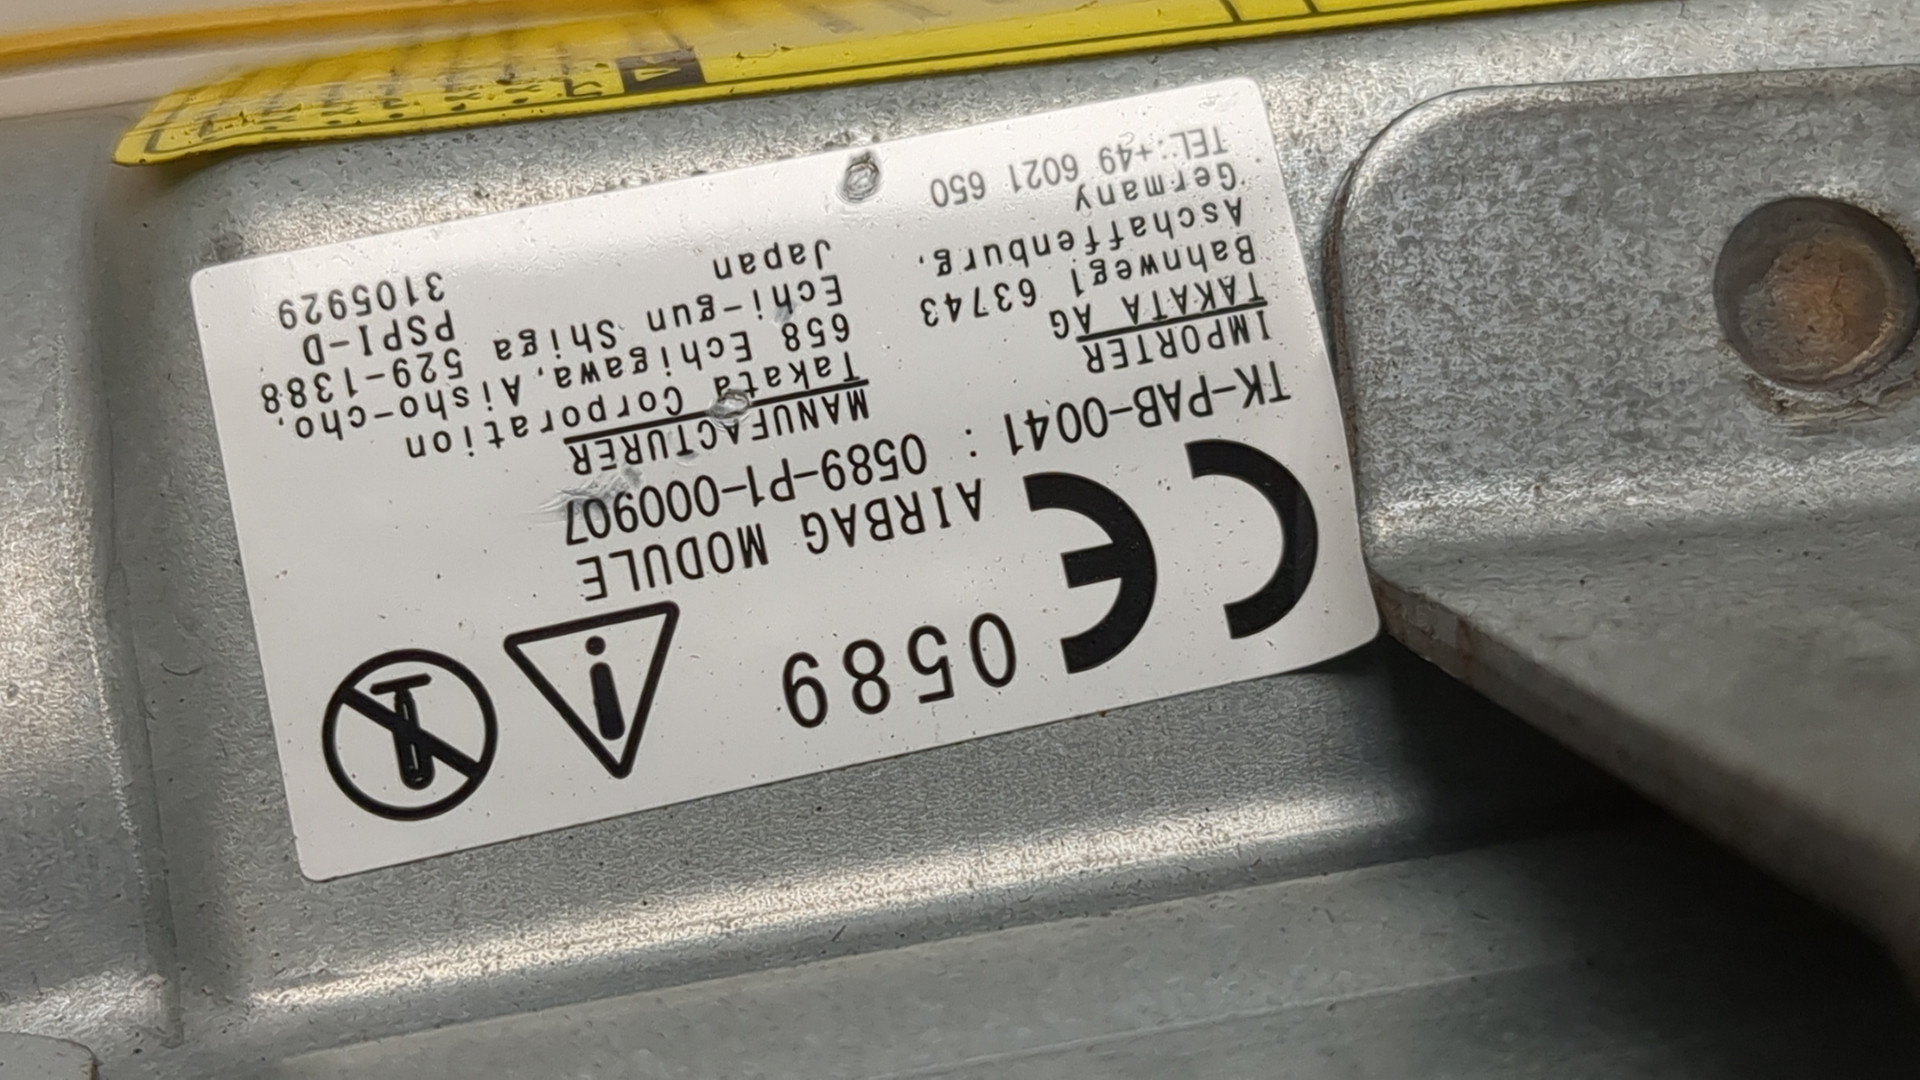 CE 0589
AIRBAG MODULE
TK-PAB-0041 : 0589-P1-000907
IMPORTER
TAKATA AG
Bahnweg1 63743
Aschaffenburg.
Germany
TEL:+49 6021 650
MANUFACTURER
Takata Corporation
658 Echigawa, Aisho-cho.
Echi-gun Shiga 529-1388
Japan
PSPI-D
3105929